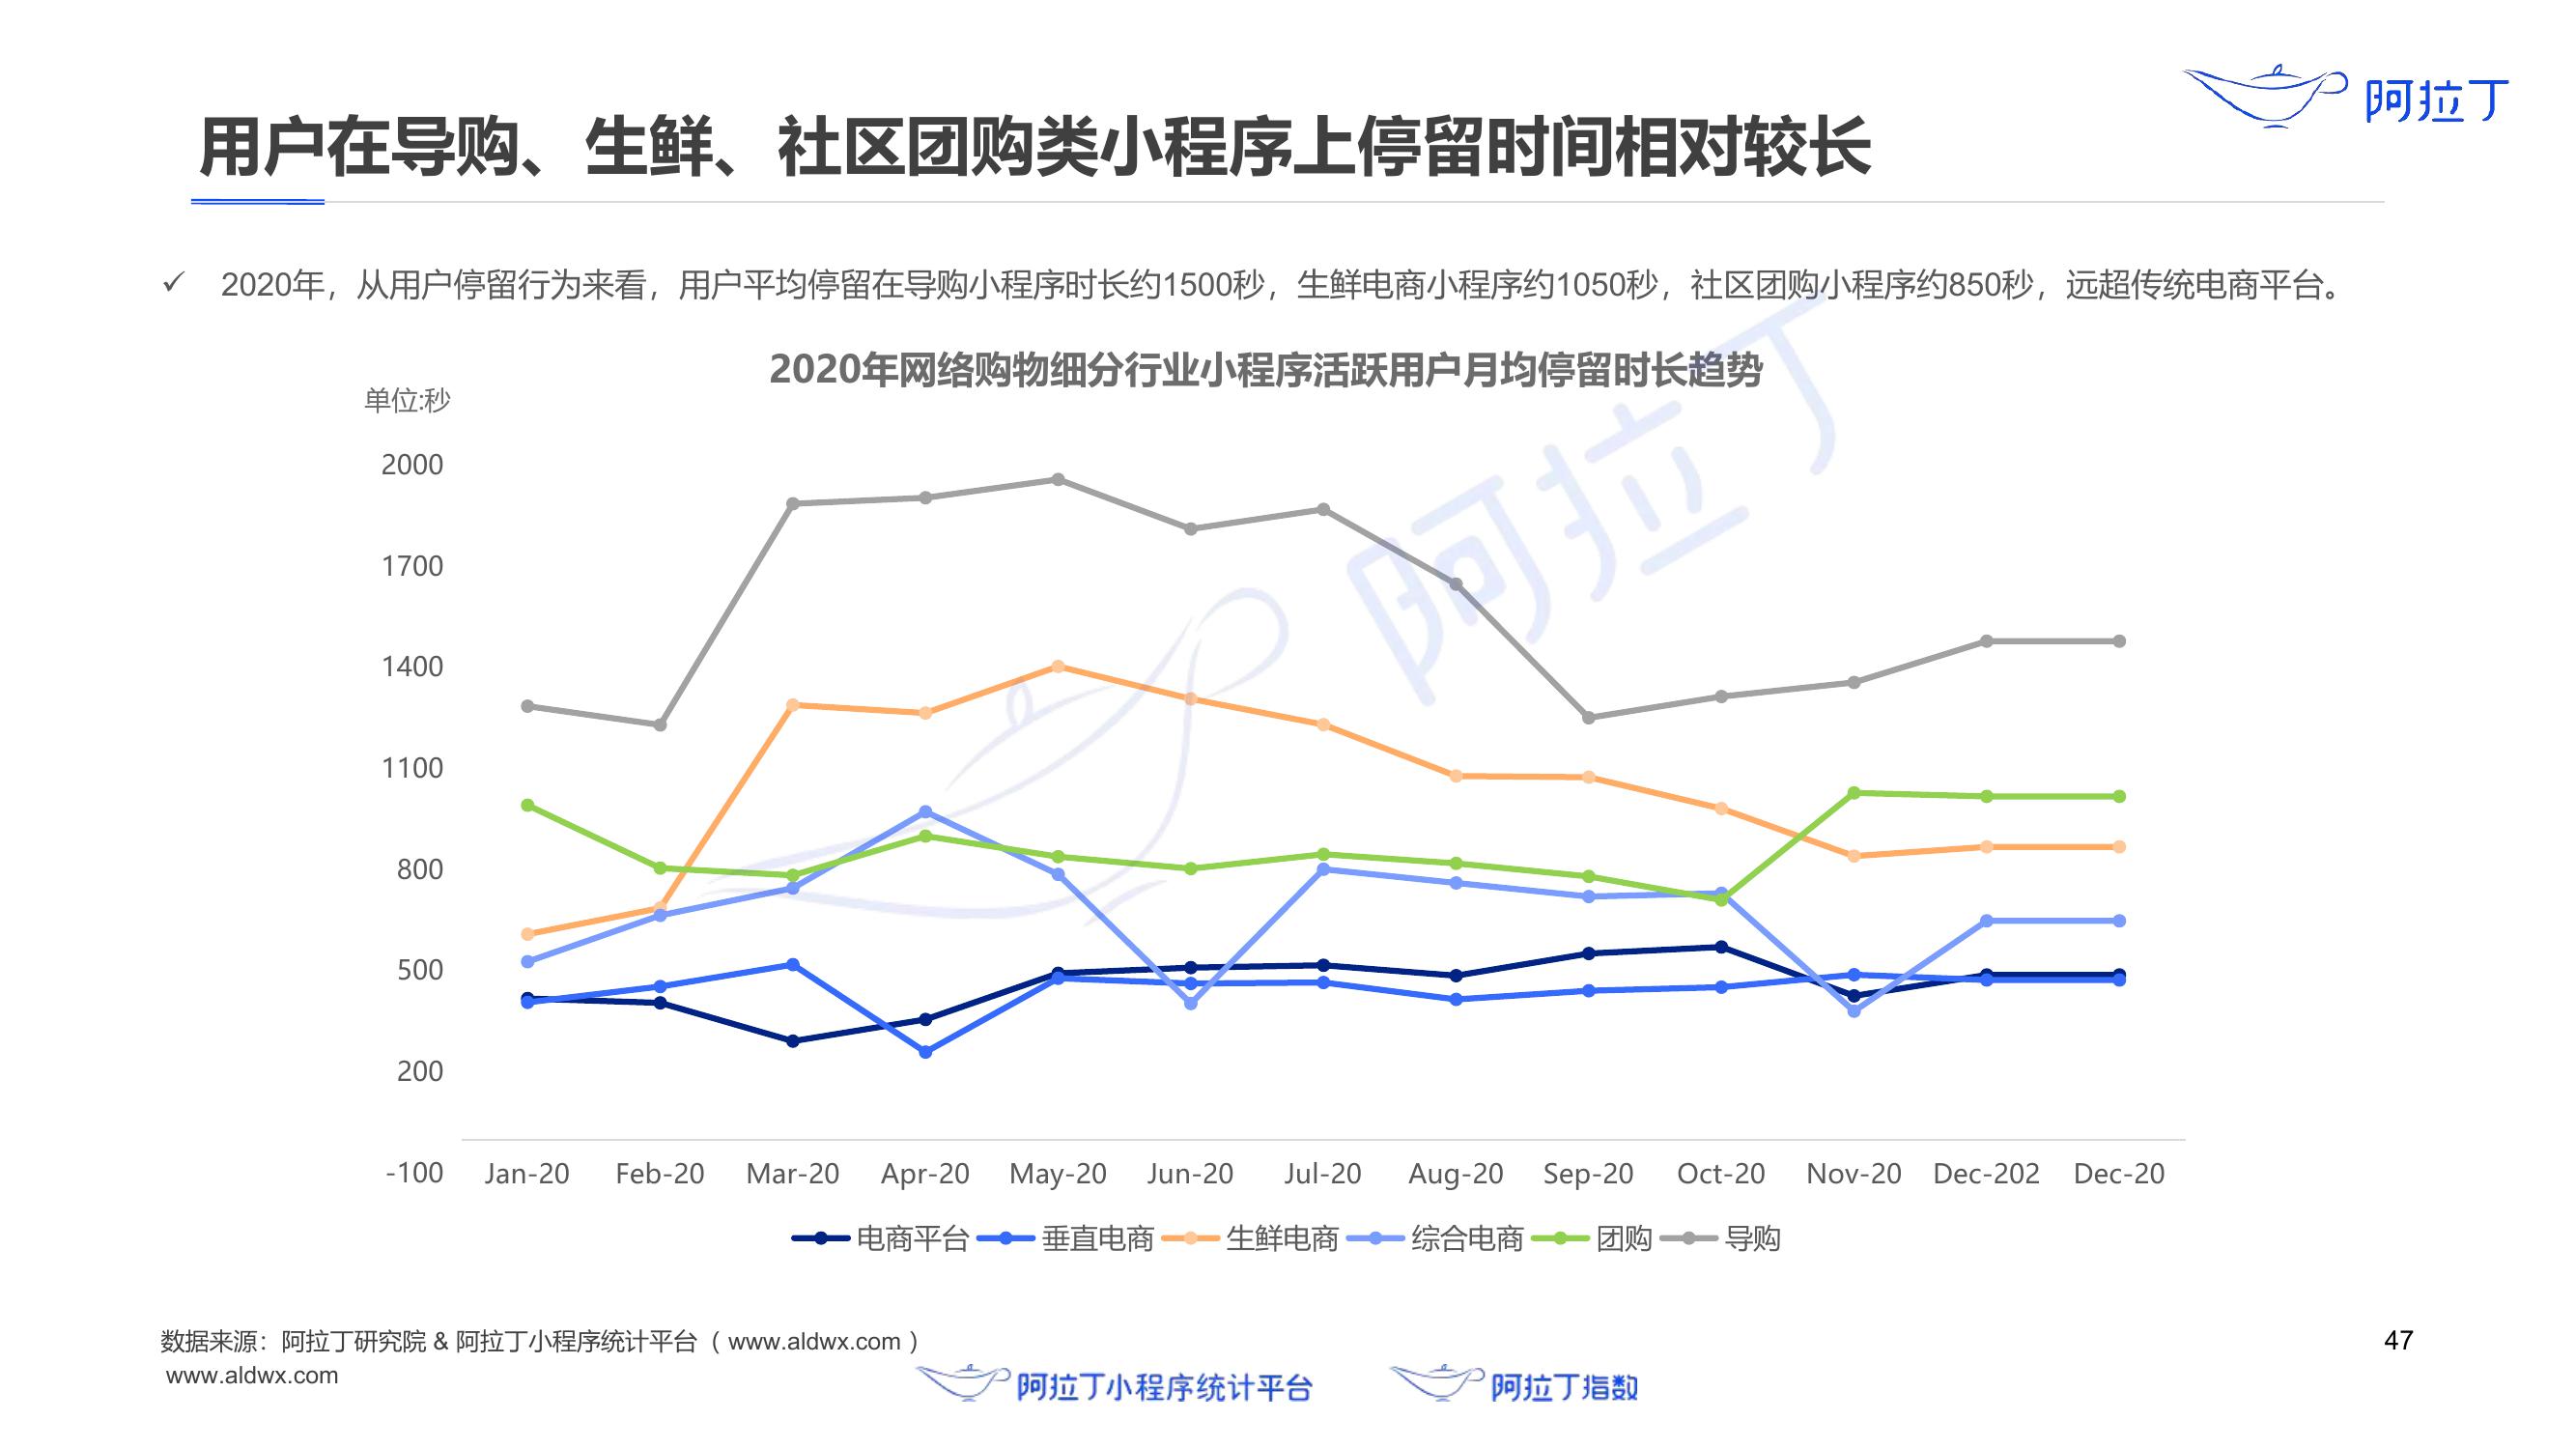 阿拉丁
用户在导购、生鲜、社区团购类小程序上停留时间相对较长
✓ 2020年，从用户停留行为来看，用户平均停留在导购小程序时长约1500秒，生鲜电商小程序约1050秒，社区团购小程序约850秒，远超传统电商平台。
2020年网络购物细分行业小程序活跃用户月均停留时长趋势
单位:秒
2000
1700
1400
1100
800
500
200
-100
Jan-20 Feb-20 Mar-20 Apr-20 May-20 Jun-20 Jul-20 Aug-20 Sep-20 Oct-20 Nov-20 Dec-202 Dec-20
电商平台 垂直电商 生鲜电商 综合电商 团购 导购
阿拉丁
数据来源：阿拉丁研究院 & 阿拉丁小程序统计平台（ www.aldwx.com ）
47
www.aldwx.com
阿拉丁小程序统计平台 阿拉丁指数